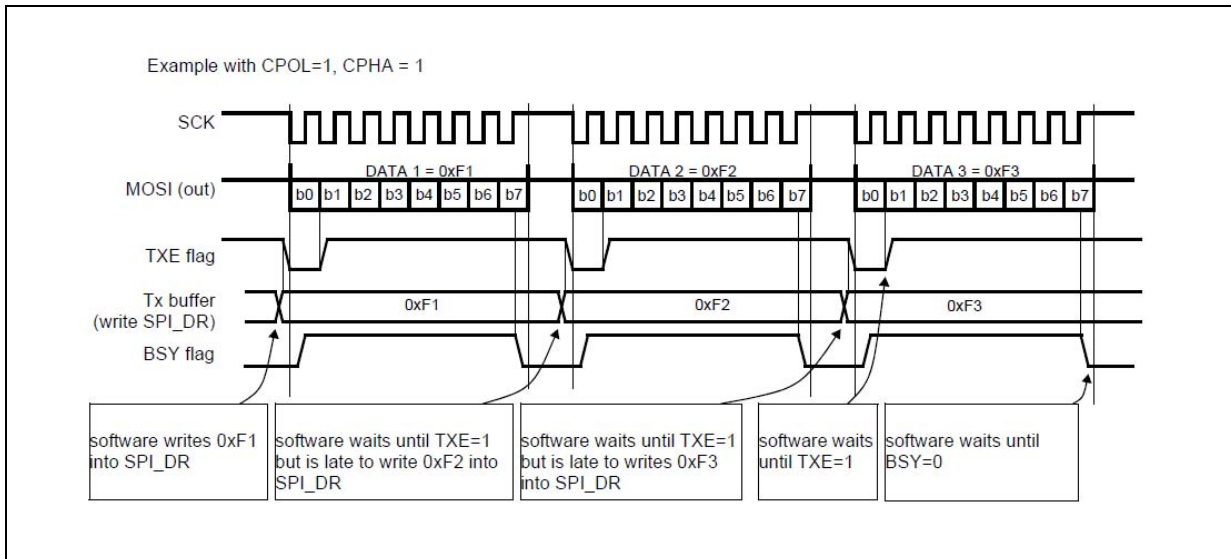 Example with CPOL=1, CPHA = 1
SCK
DATA 1 = 0xF1
DATA 2 = 0xF2
DATA 3 = 0xF3
MOSI (out)
b0 b1 b2 b3 b4 b5 b6 b7
b0 b1 b2 b3 b4 b5 b6 b7
b0 b1 b2 b3 b4 b5 b6 b7
TXE flag
Tx buffer
(write SPI_DR)
0xF1
0xF2
0xF3
BSY flag
software writes 0xF1
into SPI_DR
software waits until TXE=1
but is late to write 0xF2 into
SPI_DR
software waits until TXE=1
but is late to writes 0xF3
into SPI_DR
software waits
until TXE=1
software waits until
BSY=0